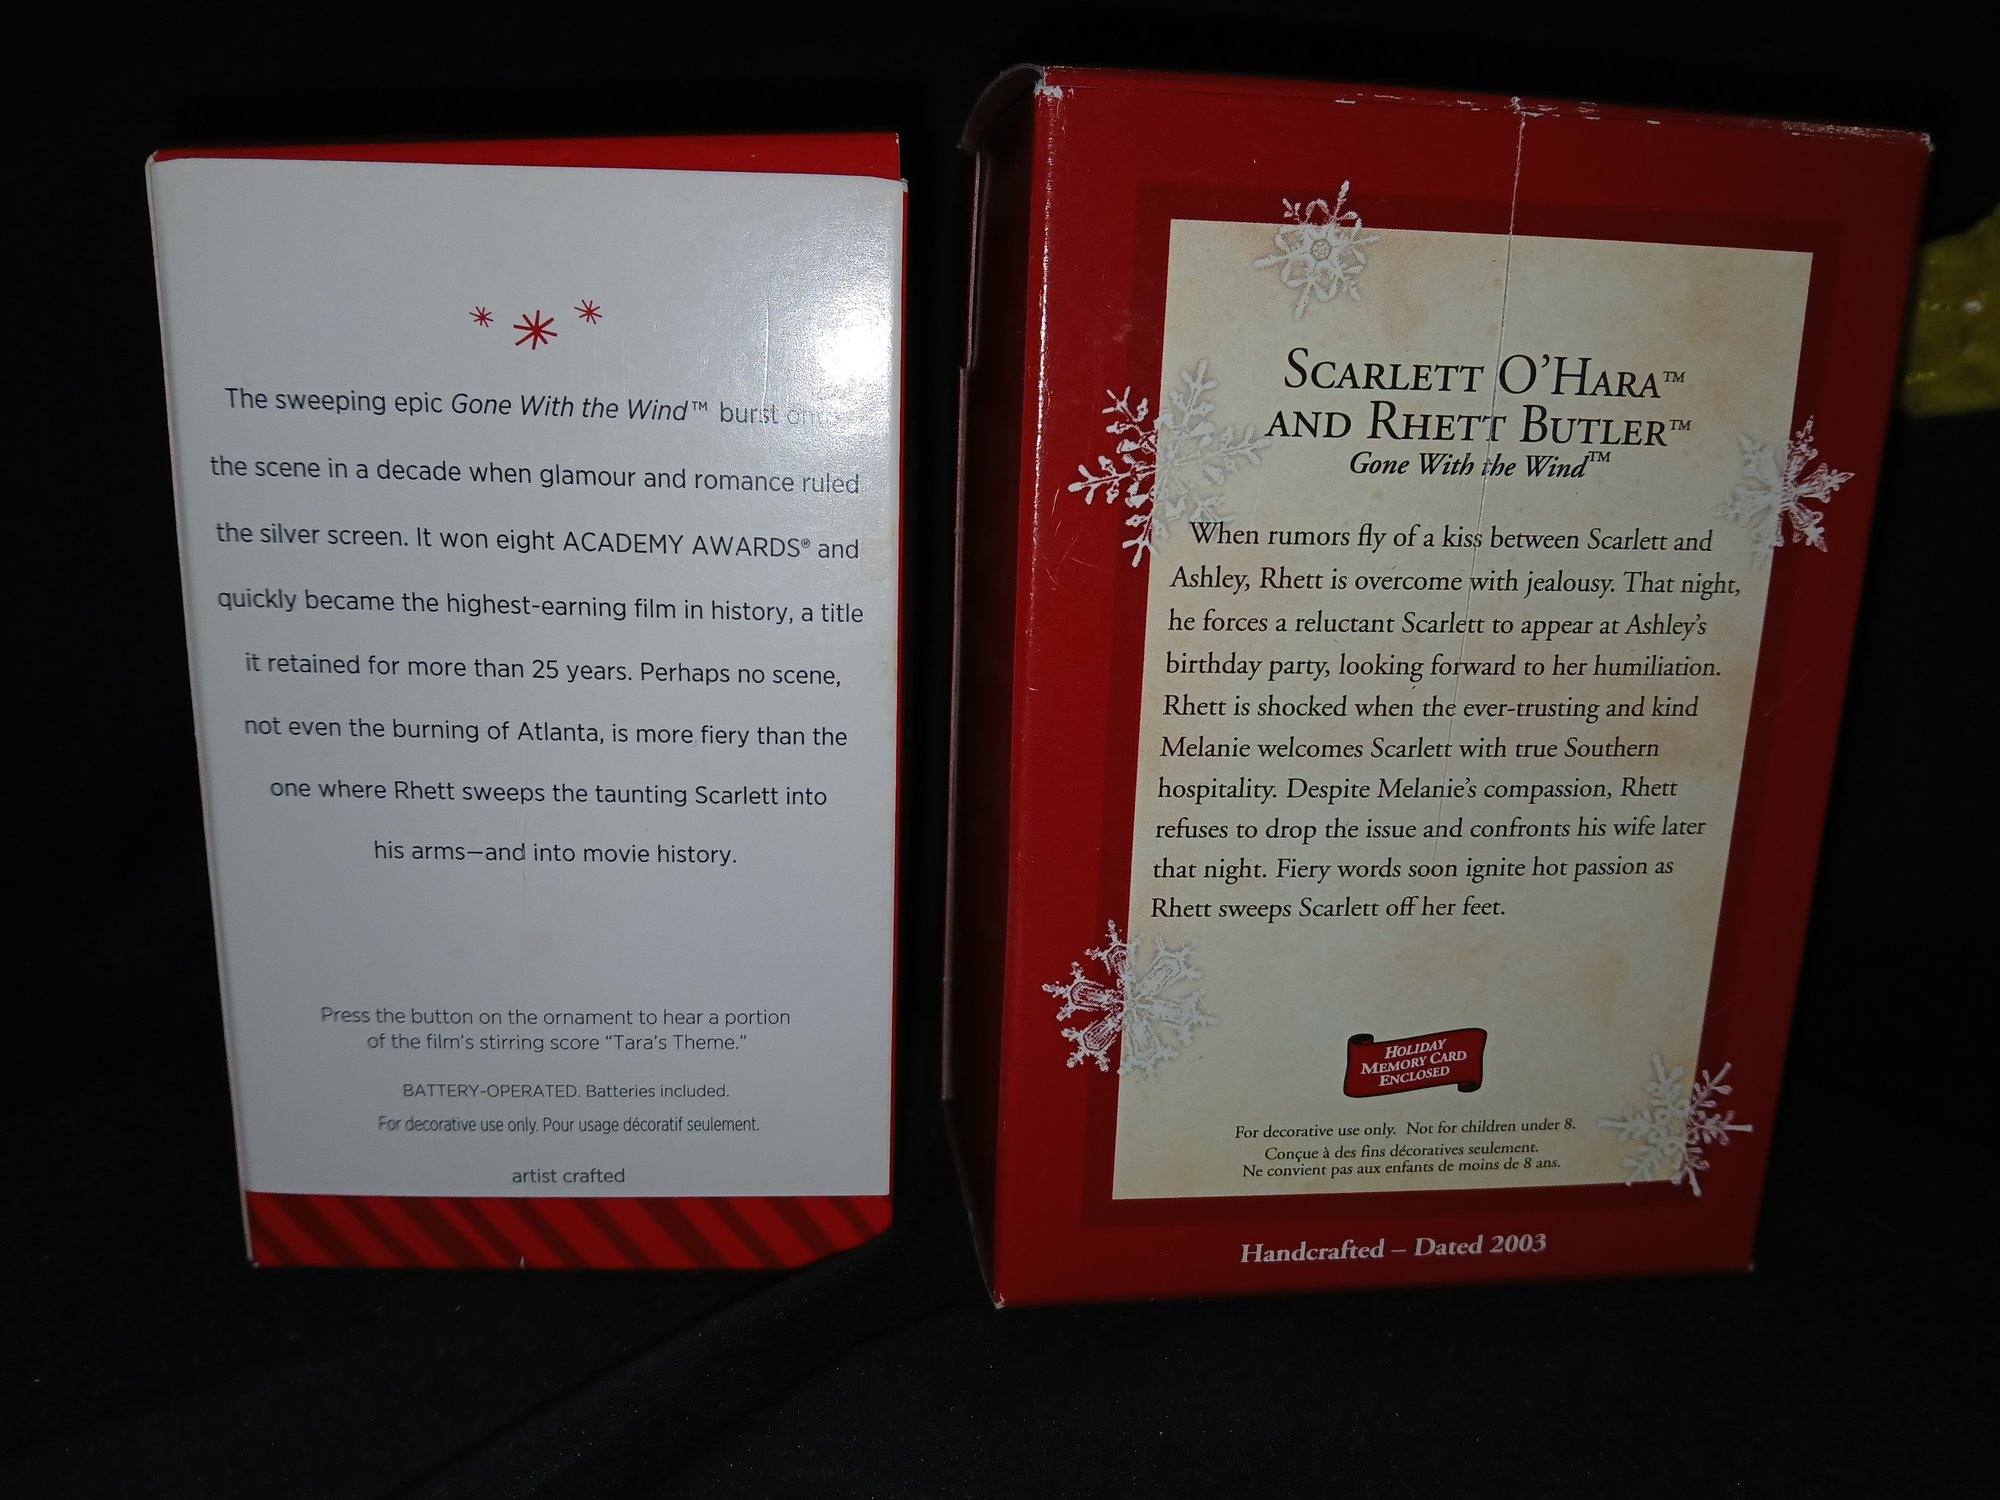 The sweeping epic Gone With the Wind™ burst
the scene in a decade when glamour and romance ruled
the silver screen. It won eight ACADEMY AWARDS® and
quickly became the highest-earning film in history, a title
it retained for more than 25 years. Perhaps no scene,
not even the burning of Atlanta, is more fiery than the
one where Rhett sweeps the taunting Scarlett into
his arms—and into movie history.
Press the button on the ornament to hear a portion
of the film's stirring score "Tara's Theme."
BATTERY-OPERATED. Batteries included.
For decorative use only. Pour usage décoratif seulement.
artist crafted
SCARLETT O'HARA™
AND RHETT BUTLER™
Gone With the Wind™
When rumors fly of a kiss between Scarlett and
Ashley, Rhett is overcome with jealousy. That night,
he forces a reluctant Scarlett to appear at Ashley's
birthday party, looking forward to her humiliation.
Rhett is shocked when the ever-trusting and kind
Melanie welcomes Scarlett with true Southern
hospitality. Despite Melanie's compassion, Rhett
refuses to drop the issue and confronts his wife later
that night. Fiery words soon ignite hot passion as
Rhett sweeps Scarlett off her feet.
HOLIDAY
MEMORY CARD
ENCLOSED
For decorative use only. Not for children under 8.
Conçue à des fins décoratives seulement.
Ne convient pas aux enfants de moins de 8 ans.
Handcrafted – Dated 2003